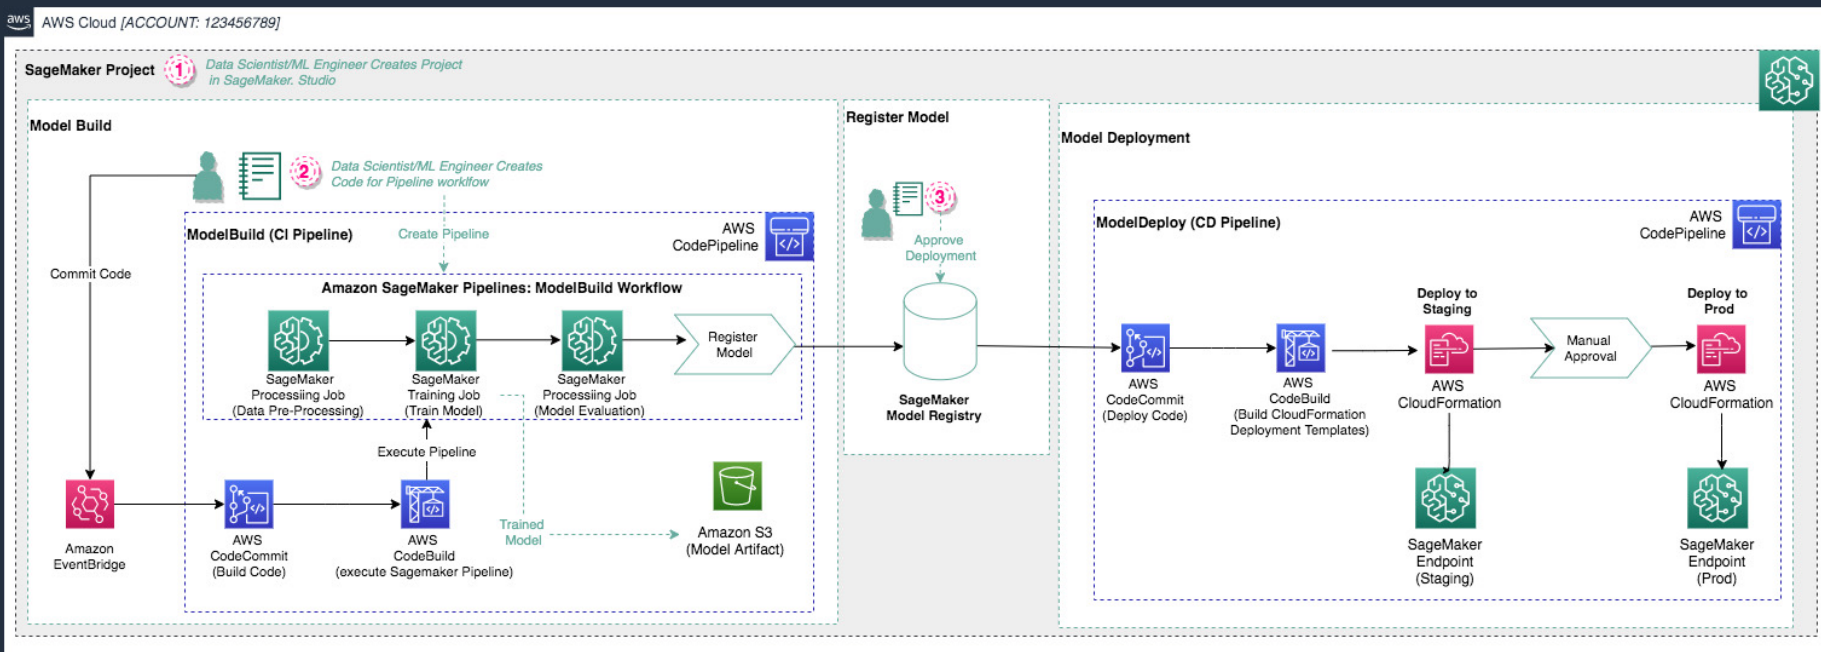 aws
AWS Cloud [ACCOUNT: 123456789]
SageMaker Project
1
Data Scientist/ML Engineer Creates Project
in SageMaker. Studio
Model Build
2
Data Scientist/ML Engineer Creates
Code for Pipeline worklfow
Commit Code
ModelBuild (CI Pipeline)
Create Pipeline
AWS
CodePipeline
Amazon SageMaker Pipelines: ModelBuild Workflow
SageMaker
Processiing Job
(Data Pre-Processing)
SageMaker
Training Job
(Train Model)
SageMaker
Processiing Job
(Model Evaluation)
Register
Model
Execute Pipeline
Amazon
EventBridge
AWS
CodeCommit
(Build Code)
AWS
CodeBuild
(execute Sagemaker Pipeline)
Trained
Model
Amazon S3
(Model Artifact)
Register Model
3
Approve
Deployment
SageMaker
Model Registry
Model Deployment
ModelDeploy (CD Pipeline)
AWS
CodePipeline
AWS
CodeCommit
(Deploy Code)
AWS
CodeBuild
(Build CloudFormation
Deployment Templates)
Deploy to
Staging
AWS
CloudFormation
Manual
Approval
Deploy to
Prod
AWS
CloudFormation
SageMaker
Endpoint
(Staging)
SageMaker
Endpoint
(Prod)